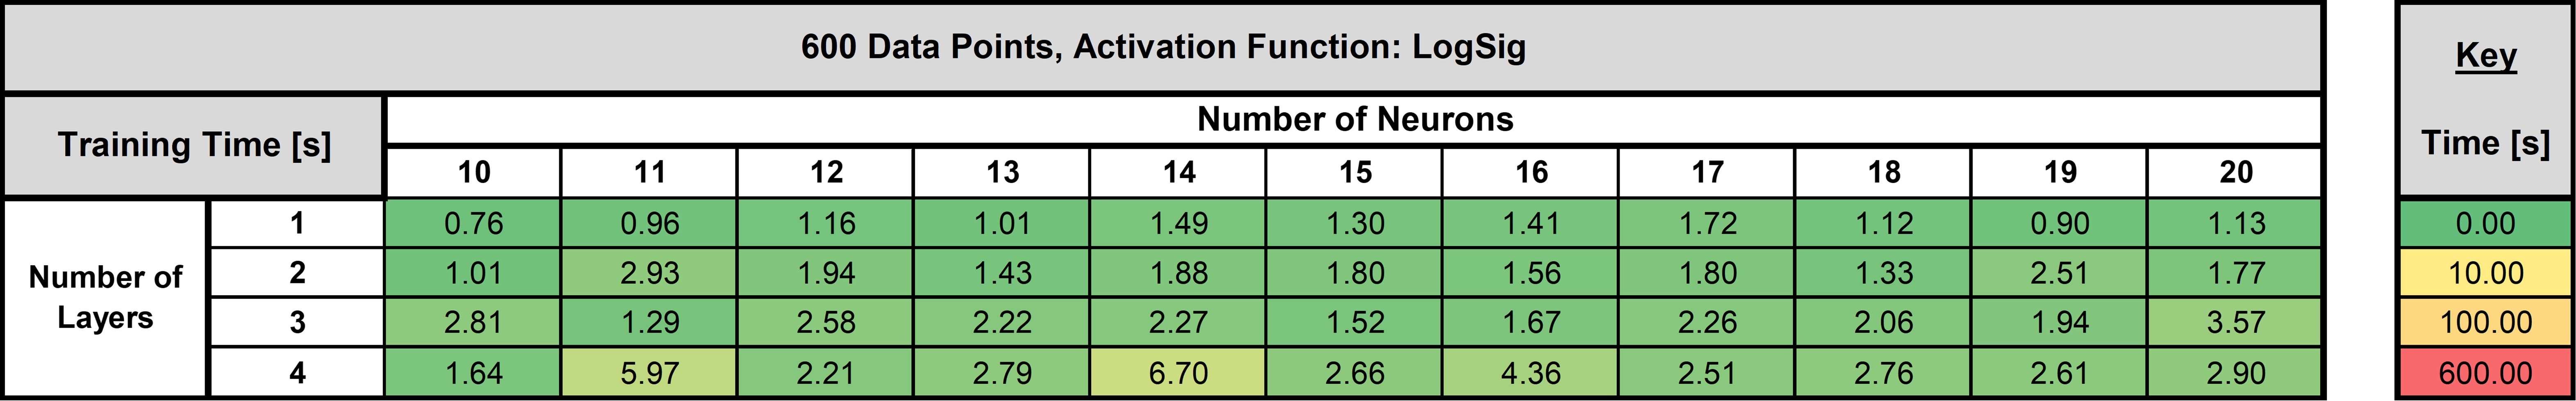 600 Data Points, Activation Function: LogSig
Training Time [s]
Number of Neurons
10 11 12 13 14 15 16 17 18 19 20
Number of
Layers
1 0.76 0.96 1.16 1.01 1.49 1.30 1.41 1.72 1.12 0.90 1.13
2 1.01 2.93 1.94 1.43 1.88 1.80 1.56 1.80 1.33 2.51 1.77
3 2.81 1.29 2.58 2.22 2.27 1.52 1.67 2.26 2.06 1.94 3.57
4 1.64 5.97 2.21 2.79 6.70 2.66 4.36 2.51 2.76 2.61 2.90
Key
Time [s]
0.00
10.00
100.00
600.00